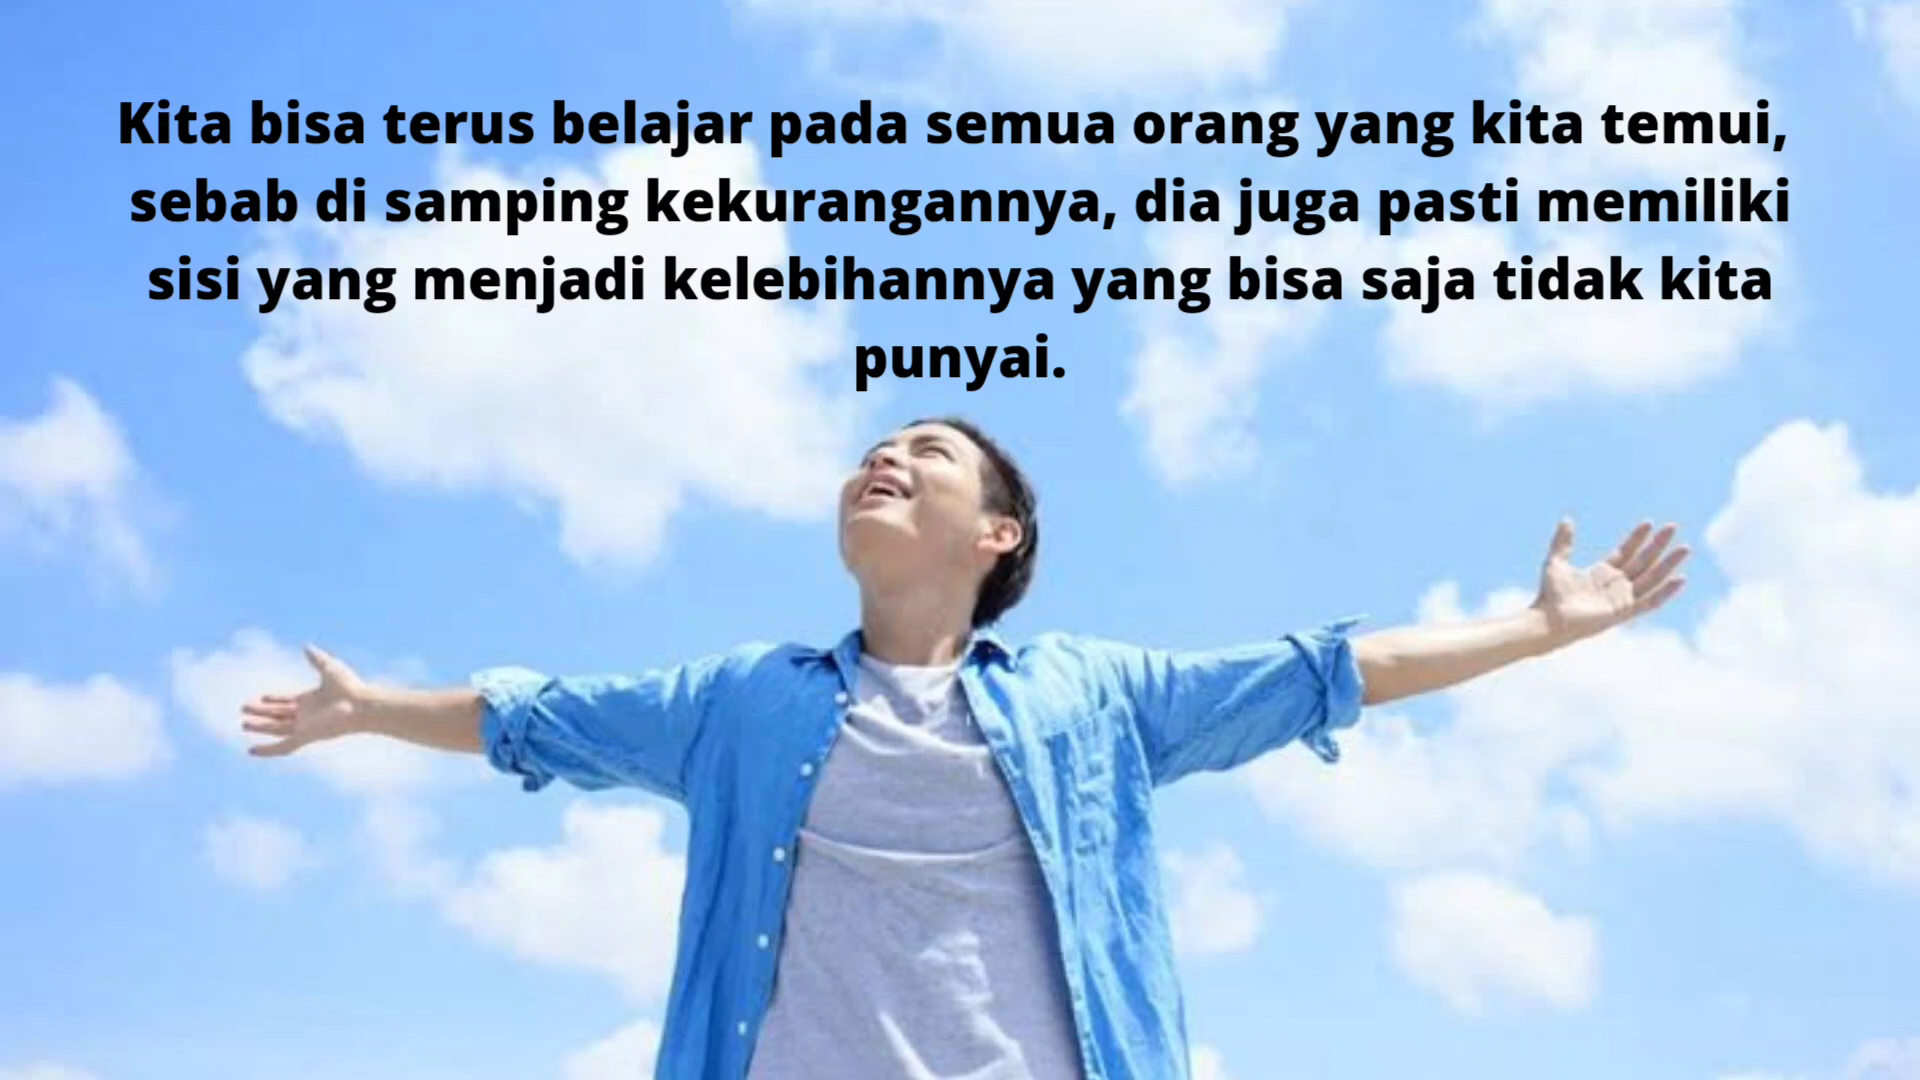 Kita bisa terus belajar pada semua orang yang kita temui,
sebab di samping kekurangannya, dia juga pasti memiliki
sisi yang menjadi kelebihannya yang bisa saja tidak kita
punyai.